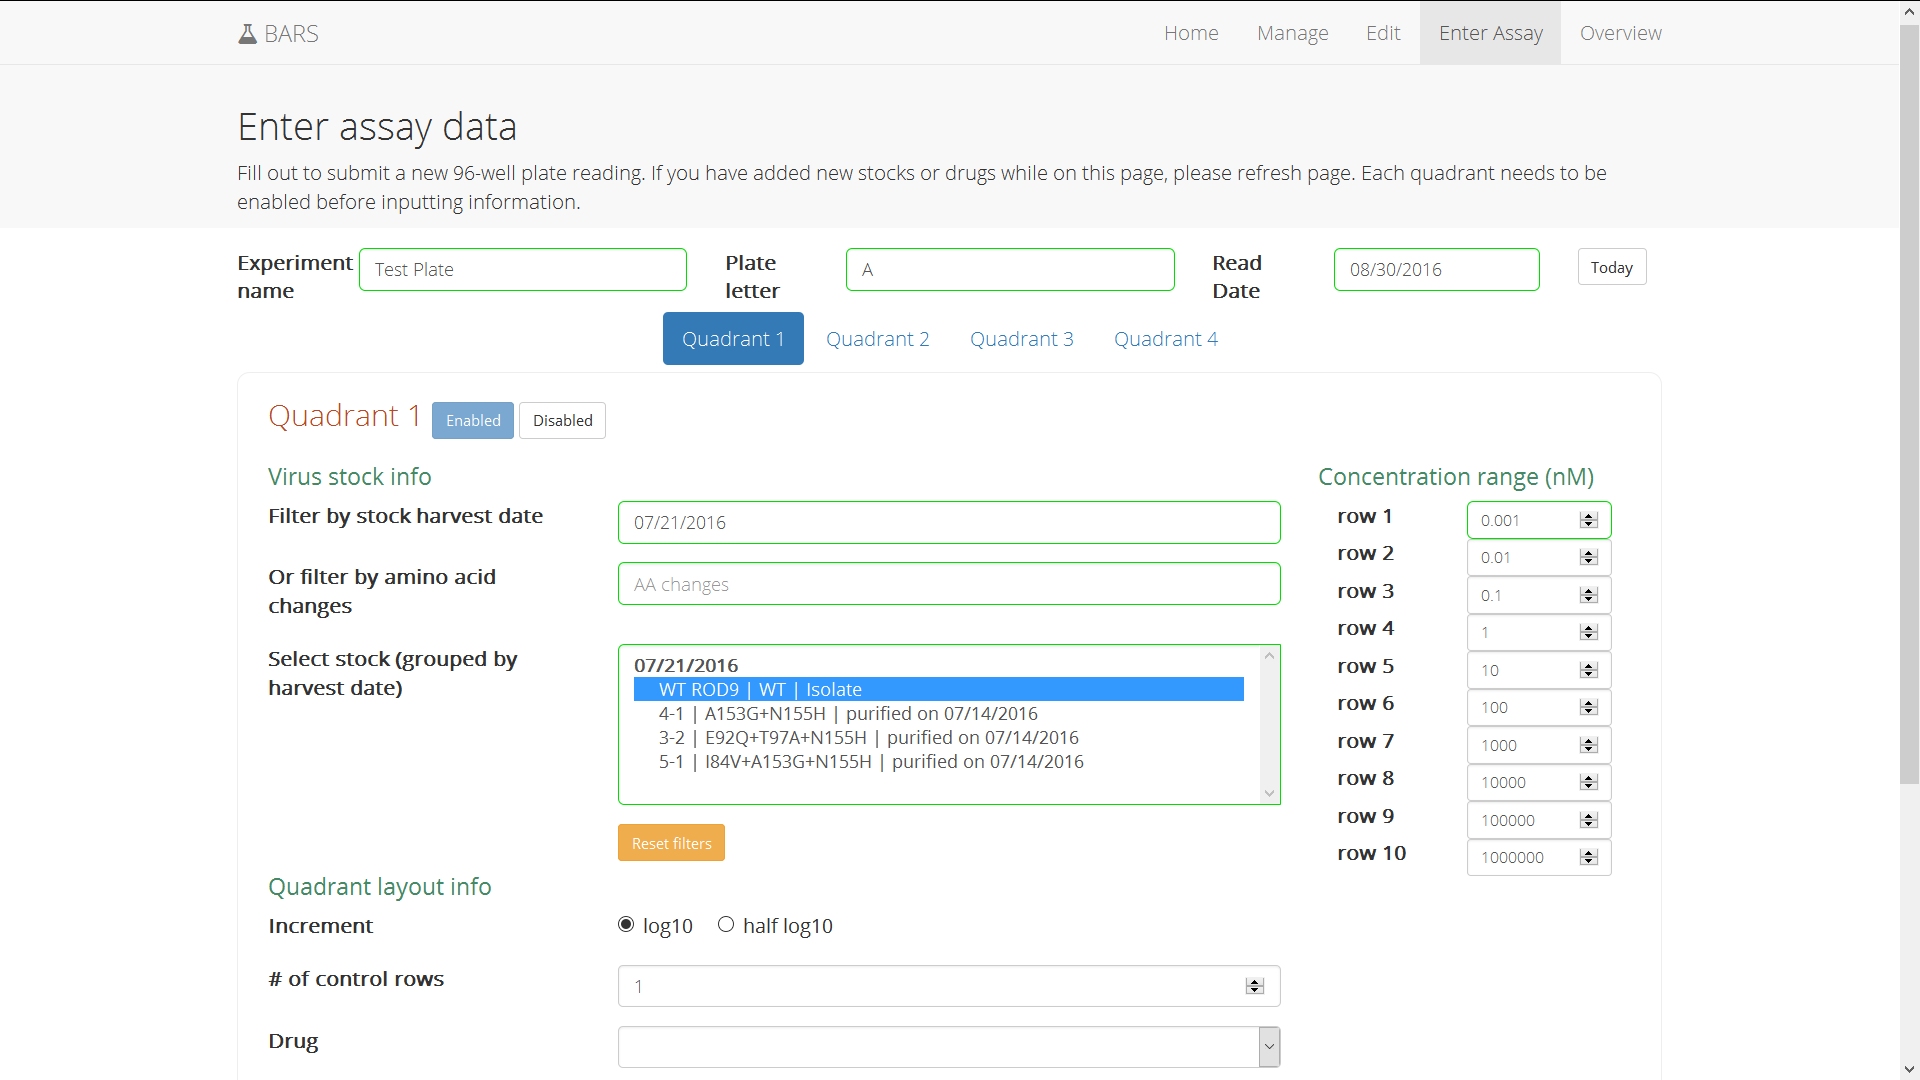 BARS
Home Manage Edit Enter Assay Overview
Enter assay data
Fill out to submit a new 96-well plate reading. If you have added new stocks or drugs while on this page, please refresh page. Each quadrant needs to be
enabled before inputting information.
Experiment
name
Test Plate
Plate
letter
A
Read
Date
08/30/2016
Today
Quadrant 1 Quadrant 2 Quadrant 3 Quadrant 4
Quadrant 1 Enabled Disabled
Virus stock info
Filter by stock harvest date
07/21/2016
Or filter by amino acid
changes
AA changes
Select stock (grouped by
harvest date)
07/21/2016
WT ROD9 | WT | Isolate
4-1 | A153G+N155H | purified on 07/14/2016
3-2 | E92Q+T97A+N155H | purified on 07/14/2016
5-1 | I84V+A153G+N155H | purified on 07/14/2016
Reset filters
Concentration range (nM)
row 1 0.001
row 2 0.01
row 3 0.1
row 4 1
row 5 10
row 6 100
row 7 1000
row 8 10000
row 9 100000
row 10 1000000
Quadrant layout info
Increment
log10 half log10
# of control rows
1
Drug